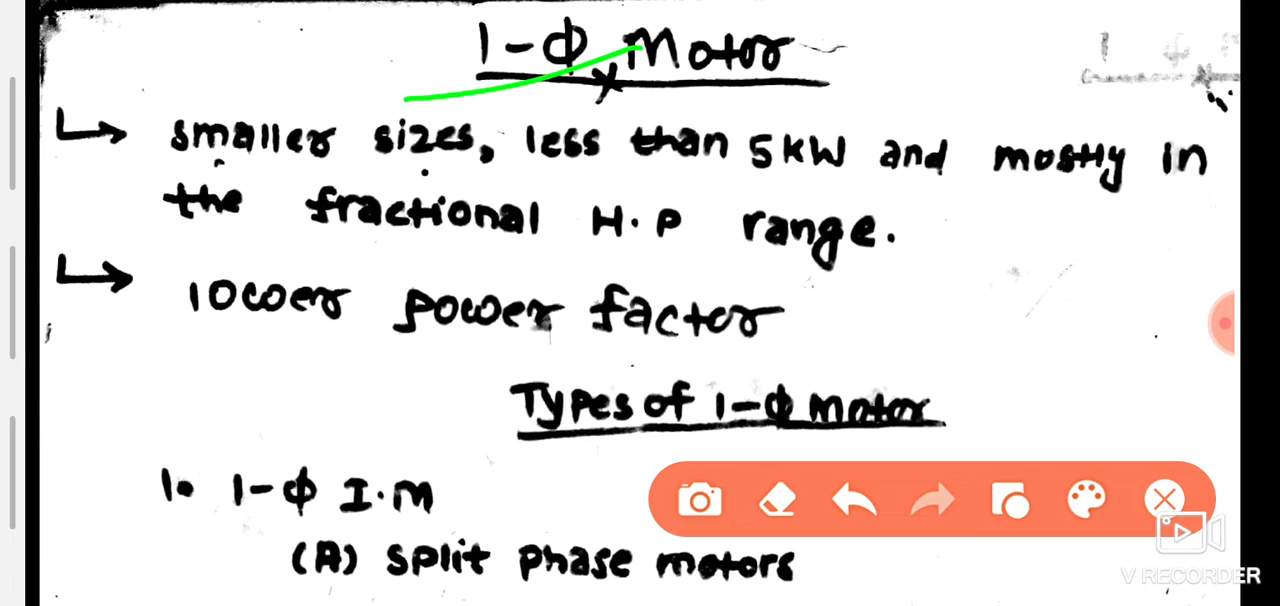 1-Φ Motor
↳ smaller sizes, less than 5KW and mostly in
the fractional H.P range.
↳ lower power factor
Types of 1-Φ motor
1. 1-Φ I.M
(A) split phase motors
V RECORDER